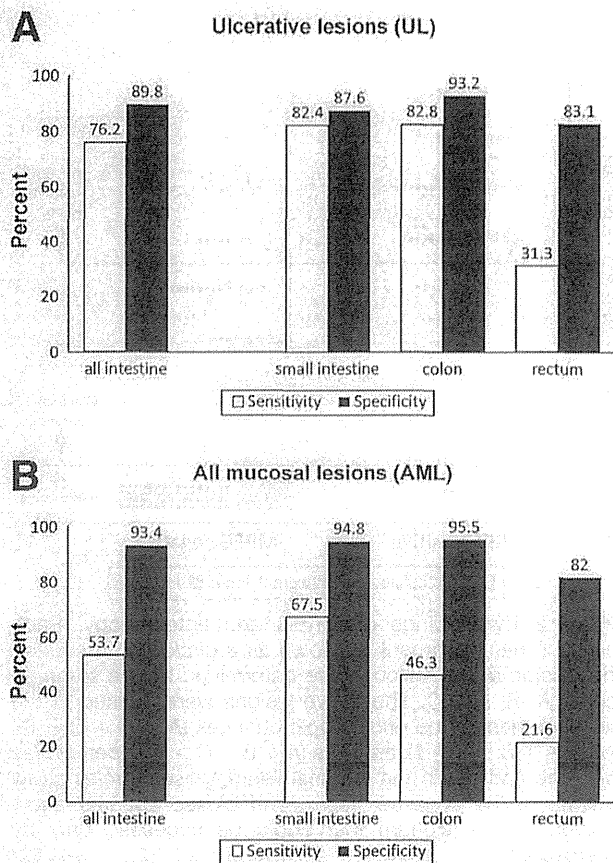 A
Ulcerative lesions (UL)
Percent
100
80
60
40
20
0
76.2
89.8
82.4
87.6
82.8
93.2
31.3
83.1
all intestine
small intestine
colon
rectum
Sensitivity
Specificity
B
All mucosal lesions (AML)
Percent
100
80
60
40
20
0
53.7
93.4
67.5
94.8
46.3
95.5
21.6
82
all intestine
small intestine
colon
rectum
Sensitivity
Specificity